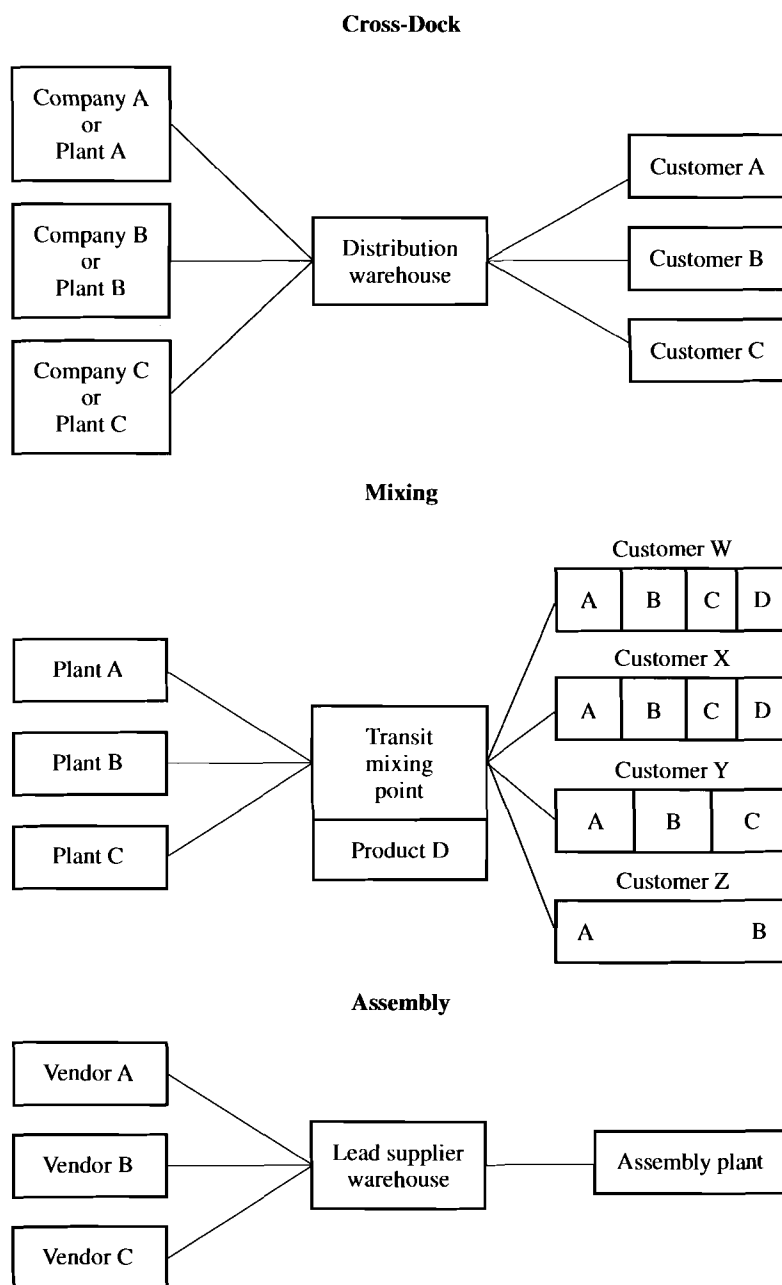 Cross-Dock
Company A
or
Plant A
Company B
or
Plant B
Company C
or
Plant C
Distribution
warehouse
Customer A
Customer B
Customer C
Mixing
Plant A
Plant B
Plant C
Transit
mixing
point
Product D
Customer W
A B C D
Customer X
A B C D
Customer Y
A B C
Customer Z
A B
Assembly
Vendor A
Vendor B
Vendor C
Lead supplier
warehouse
Assembly plant